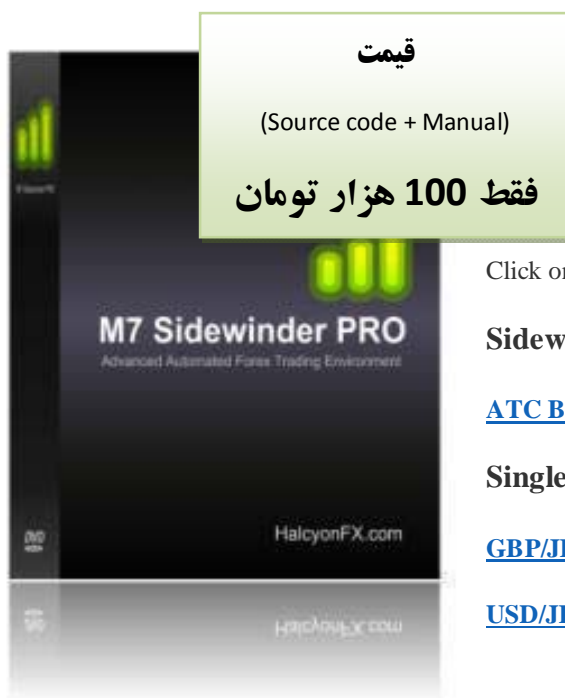 قیمت
(Source code + Manual)
فقط 100 هزار تومان
M7 Sidewinder PRO
Advanced Automated Forex Trading Environment
HalcyonFX.com
DVD
Click o
Sidew
ATC B
Single
GBP/J
USD/J